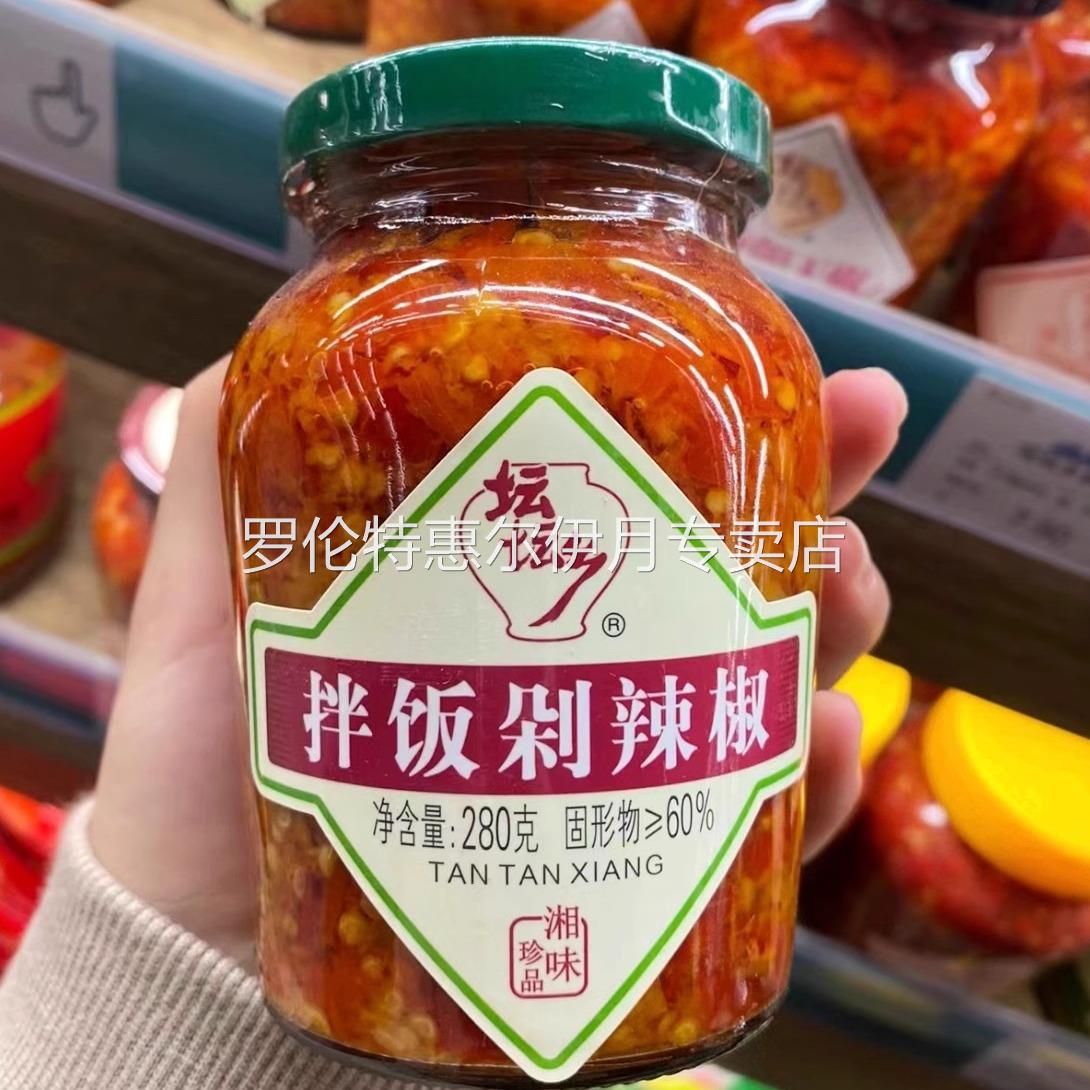 坛坛乡
罗伦特惠尔伊月专卖店
®
拌饭剁辣椒
净含量:280克 固形物≥60%
TAN TAN XIANG
湘味
珍品